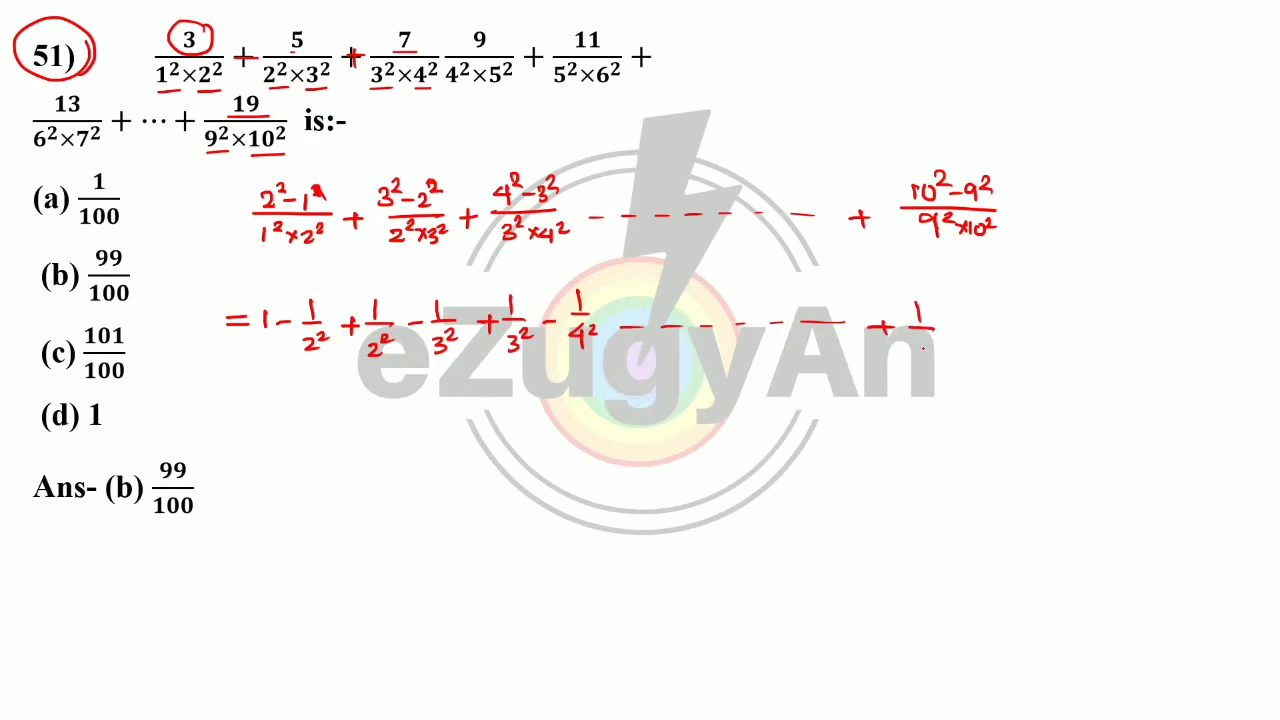 51) 3/(1²×2²) + 5/(2²×3²) + 7/(3²×4²) 9/(4²×5²) + 11/(5²×6²) +
13/(6²×7²) + ⋯ + 19/(9²×10²) is:-
(a) 1/100
(b) 99/100
(c) 101/100
(d) 1
Ans- (b) 99/100
(2²-1²)/(1²×2²) + (3²-2²)/(2²×3²) + (4²-3²)/(3²×4²) - - - - - - - - + (10²-9²)/(9²×10²)
= 1 - 1/2² + 1/2² - 1/3² + 1/3² - 1/4² - - - - - - + 1/
eZugyAn